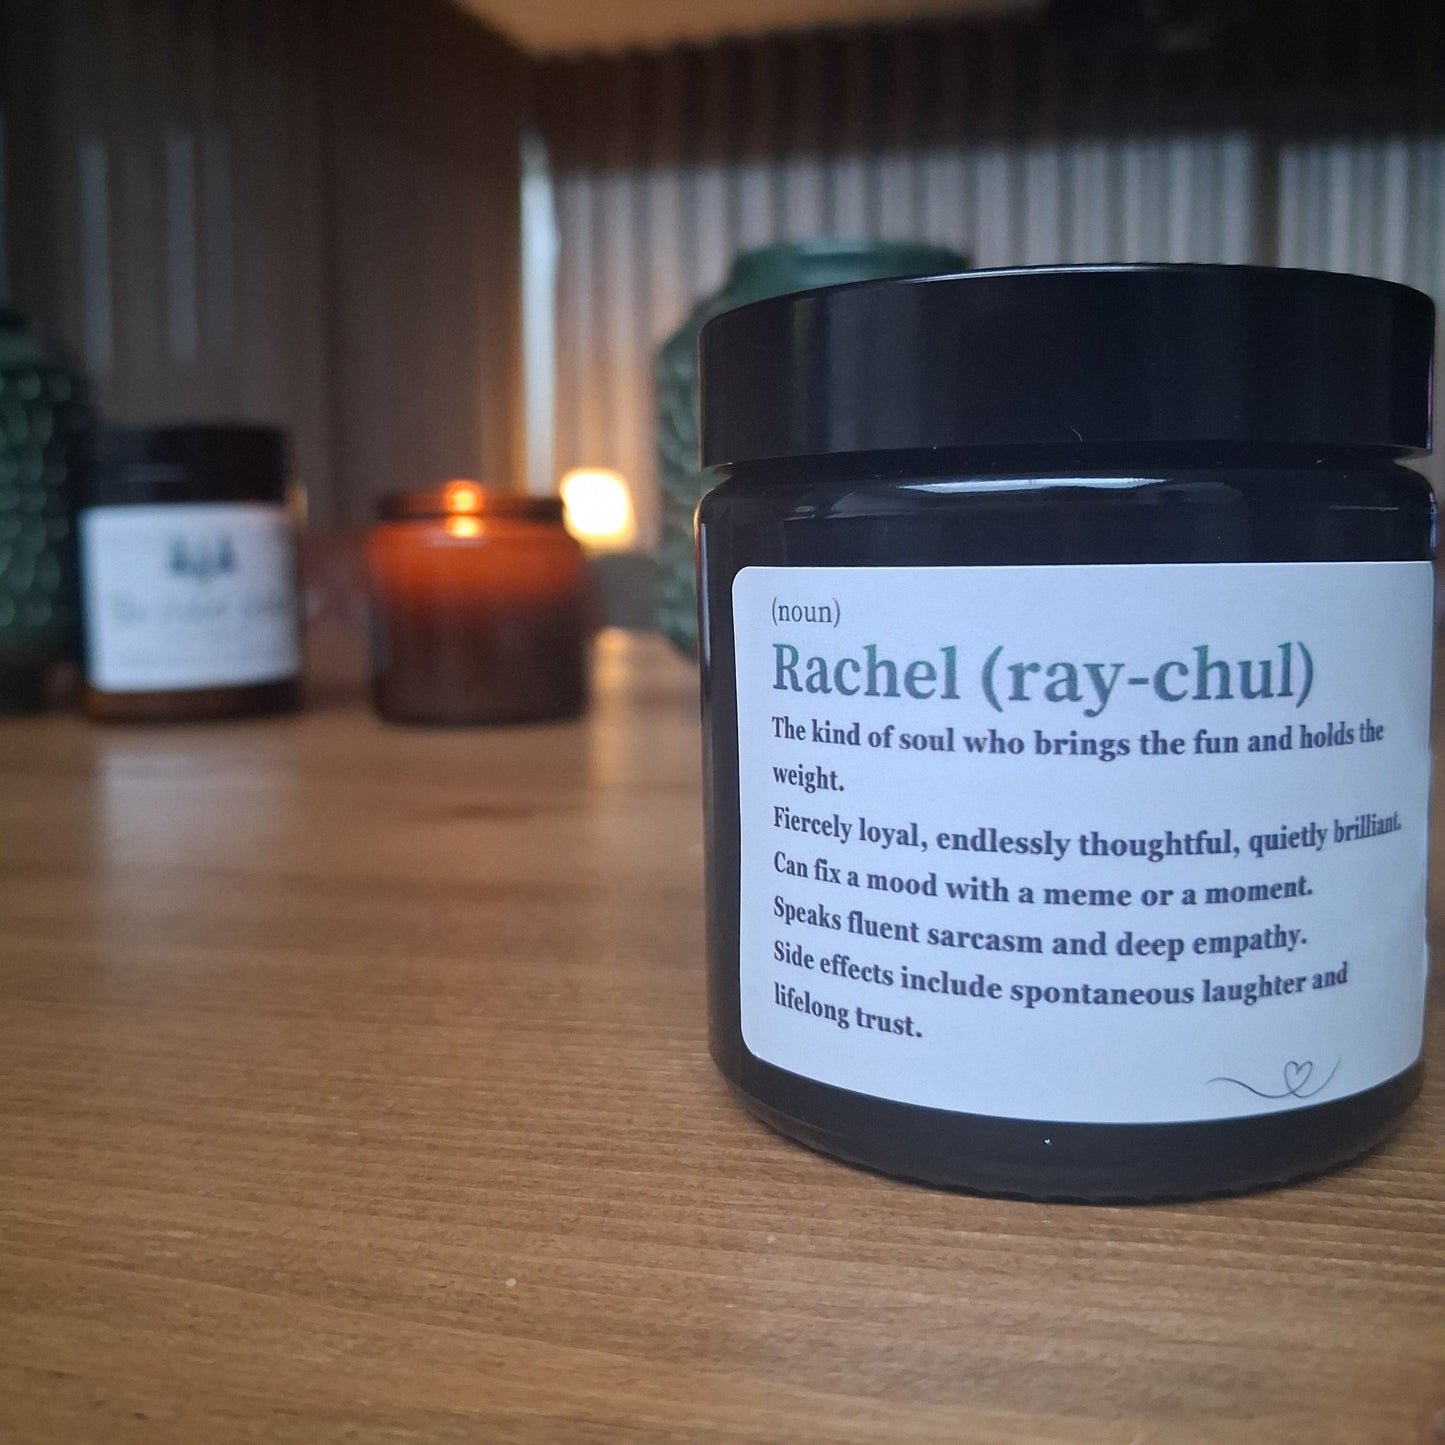 (noun)
Rachel (ray-chul)
The kind of soul who brings the fun and holds the
weight.
Fiercely loyal, endlessly thoughtful, quietly brilliant.
Can fix a mood with a meme or a moment.
Speaks fluent sarcasm and deep empathy.
Side effects include spontaneous laughter and
lifelong trust.